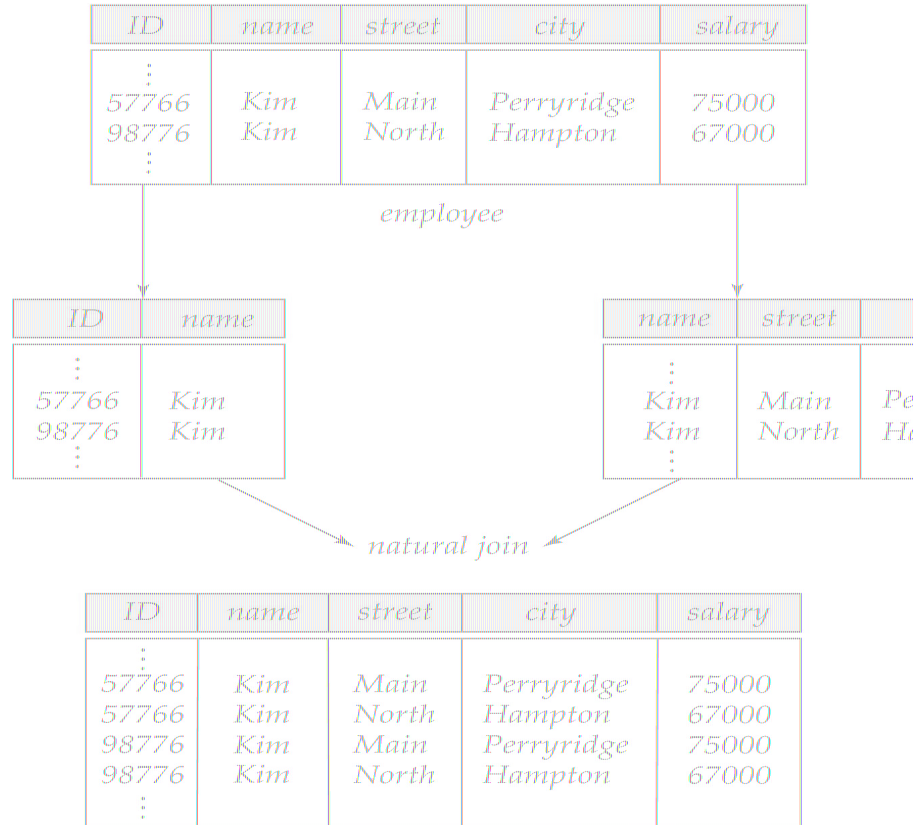 ID name street city salary
57766 Kim Main Perryridge 75000
98776 Kim North Hampton 67000
employee
ID name
57766 Kim
98776 Kim
name street
Kim Main Pe
Kim North
natural join
ID name street city salary
57766 Kim Main Perryridge 75000
57766 Kim North Hampton 67000
98776 Kim Main Perryridge 75000
98776 Kim North Hampton 67000